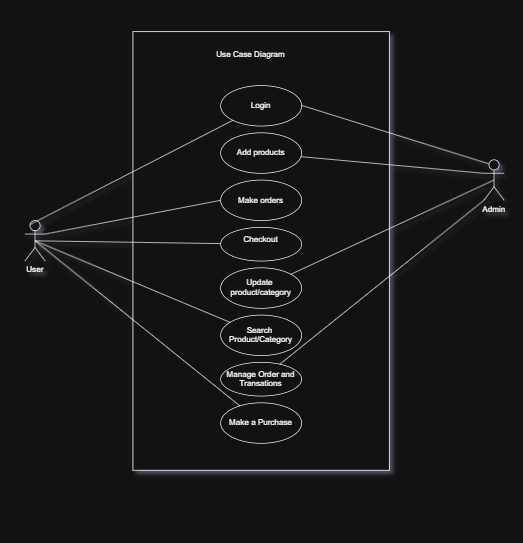 Use Case Diagram
Login
Add products
Make orders
Checkout
Update
product/category
Search
Product/Category
Manage Order and
Transations
Make a Purchase
User
Admin